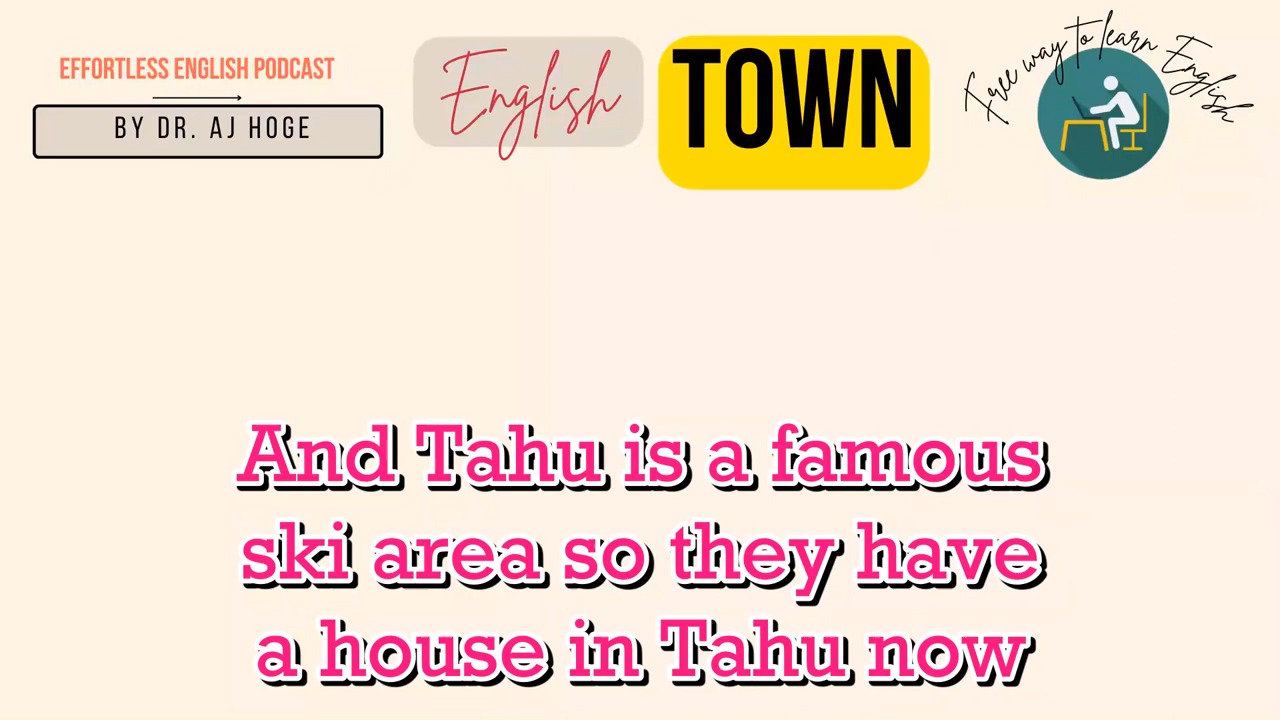 EFFORTLESS ENGLISH PODCAST
BY DR. AJ HOGE
English
TOWN
Free way to learn English
And Tahu is a famous
ski area so they have
a house in Tahu now